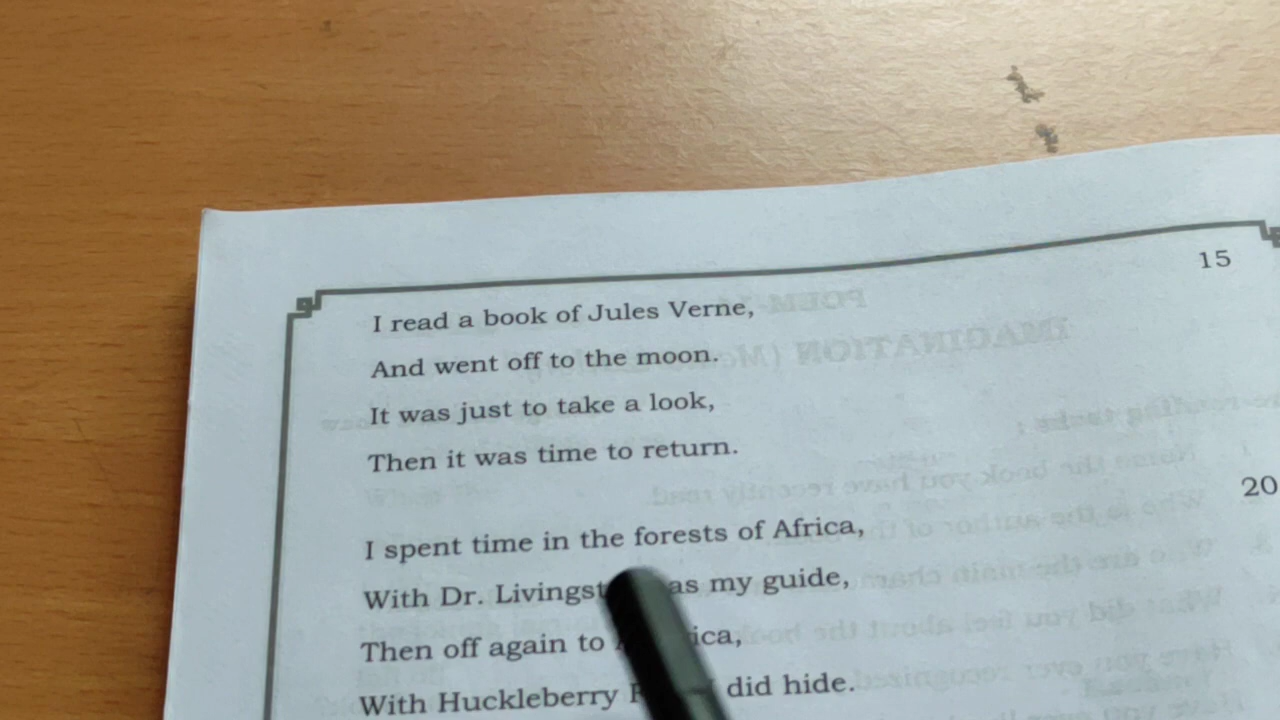 15
I read a book of Jules Verne,
And went off to the moon.
It was just to take a look,
Then it was time to return.
20
I spent time in the forests of Africa,
With Dr. as my guide,
Then off again to
With Huckleberry did hide.